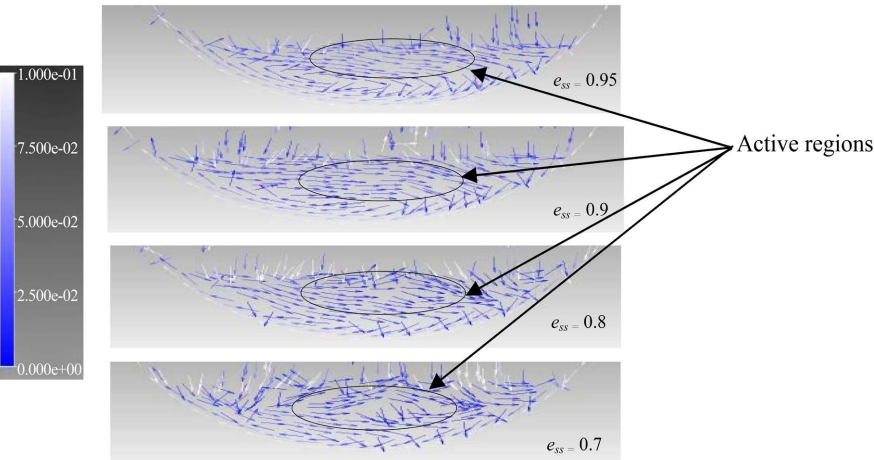 1.000e-01
7.500e-02
5.000e-02
2.500e-02
0.000e+00
e_ss = 0.95
e_ss = 0.9
e_ss = 0.8
e_ss = 0.7
Active regions